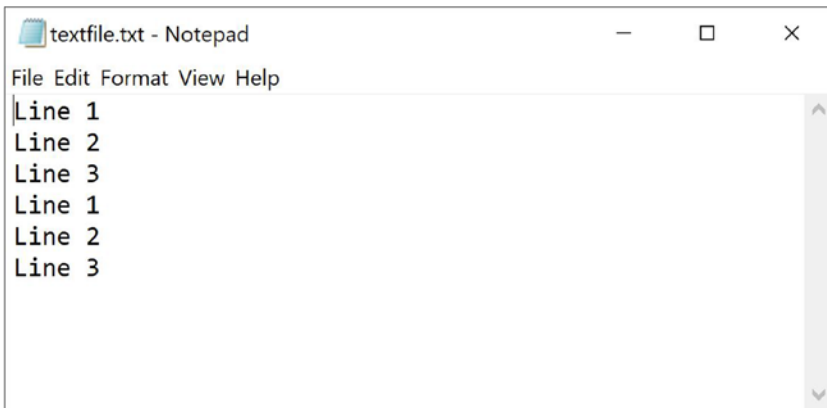 textfile.txt - Notepad
File Edit Format View Help
Line 1
Line 2
Line 3
Line 1
Line 2
Line 3